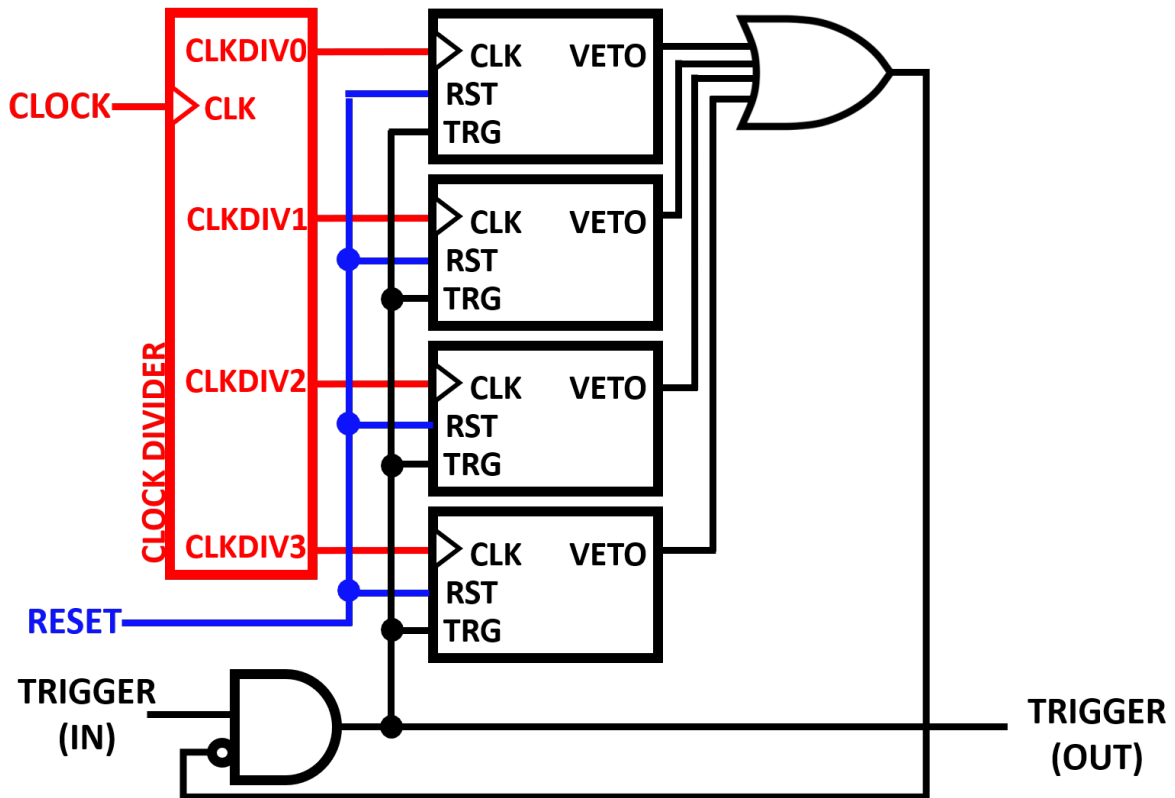 CLOCK
CLK
CLKDIV0
CLKDIV1
CLKDIV2
CLKDIV3
CLOCK DIVIDER
CLK VETO
RST
TRG
CLK VETO
RST
TRG
CLK VETO
RST
TRG
CLK VETO
RST
TRG
RESET
TRIGGER
(IN)
TRIGGER
(OUT)